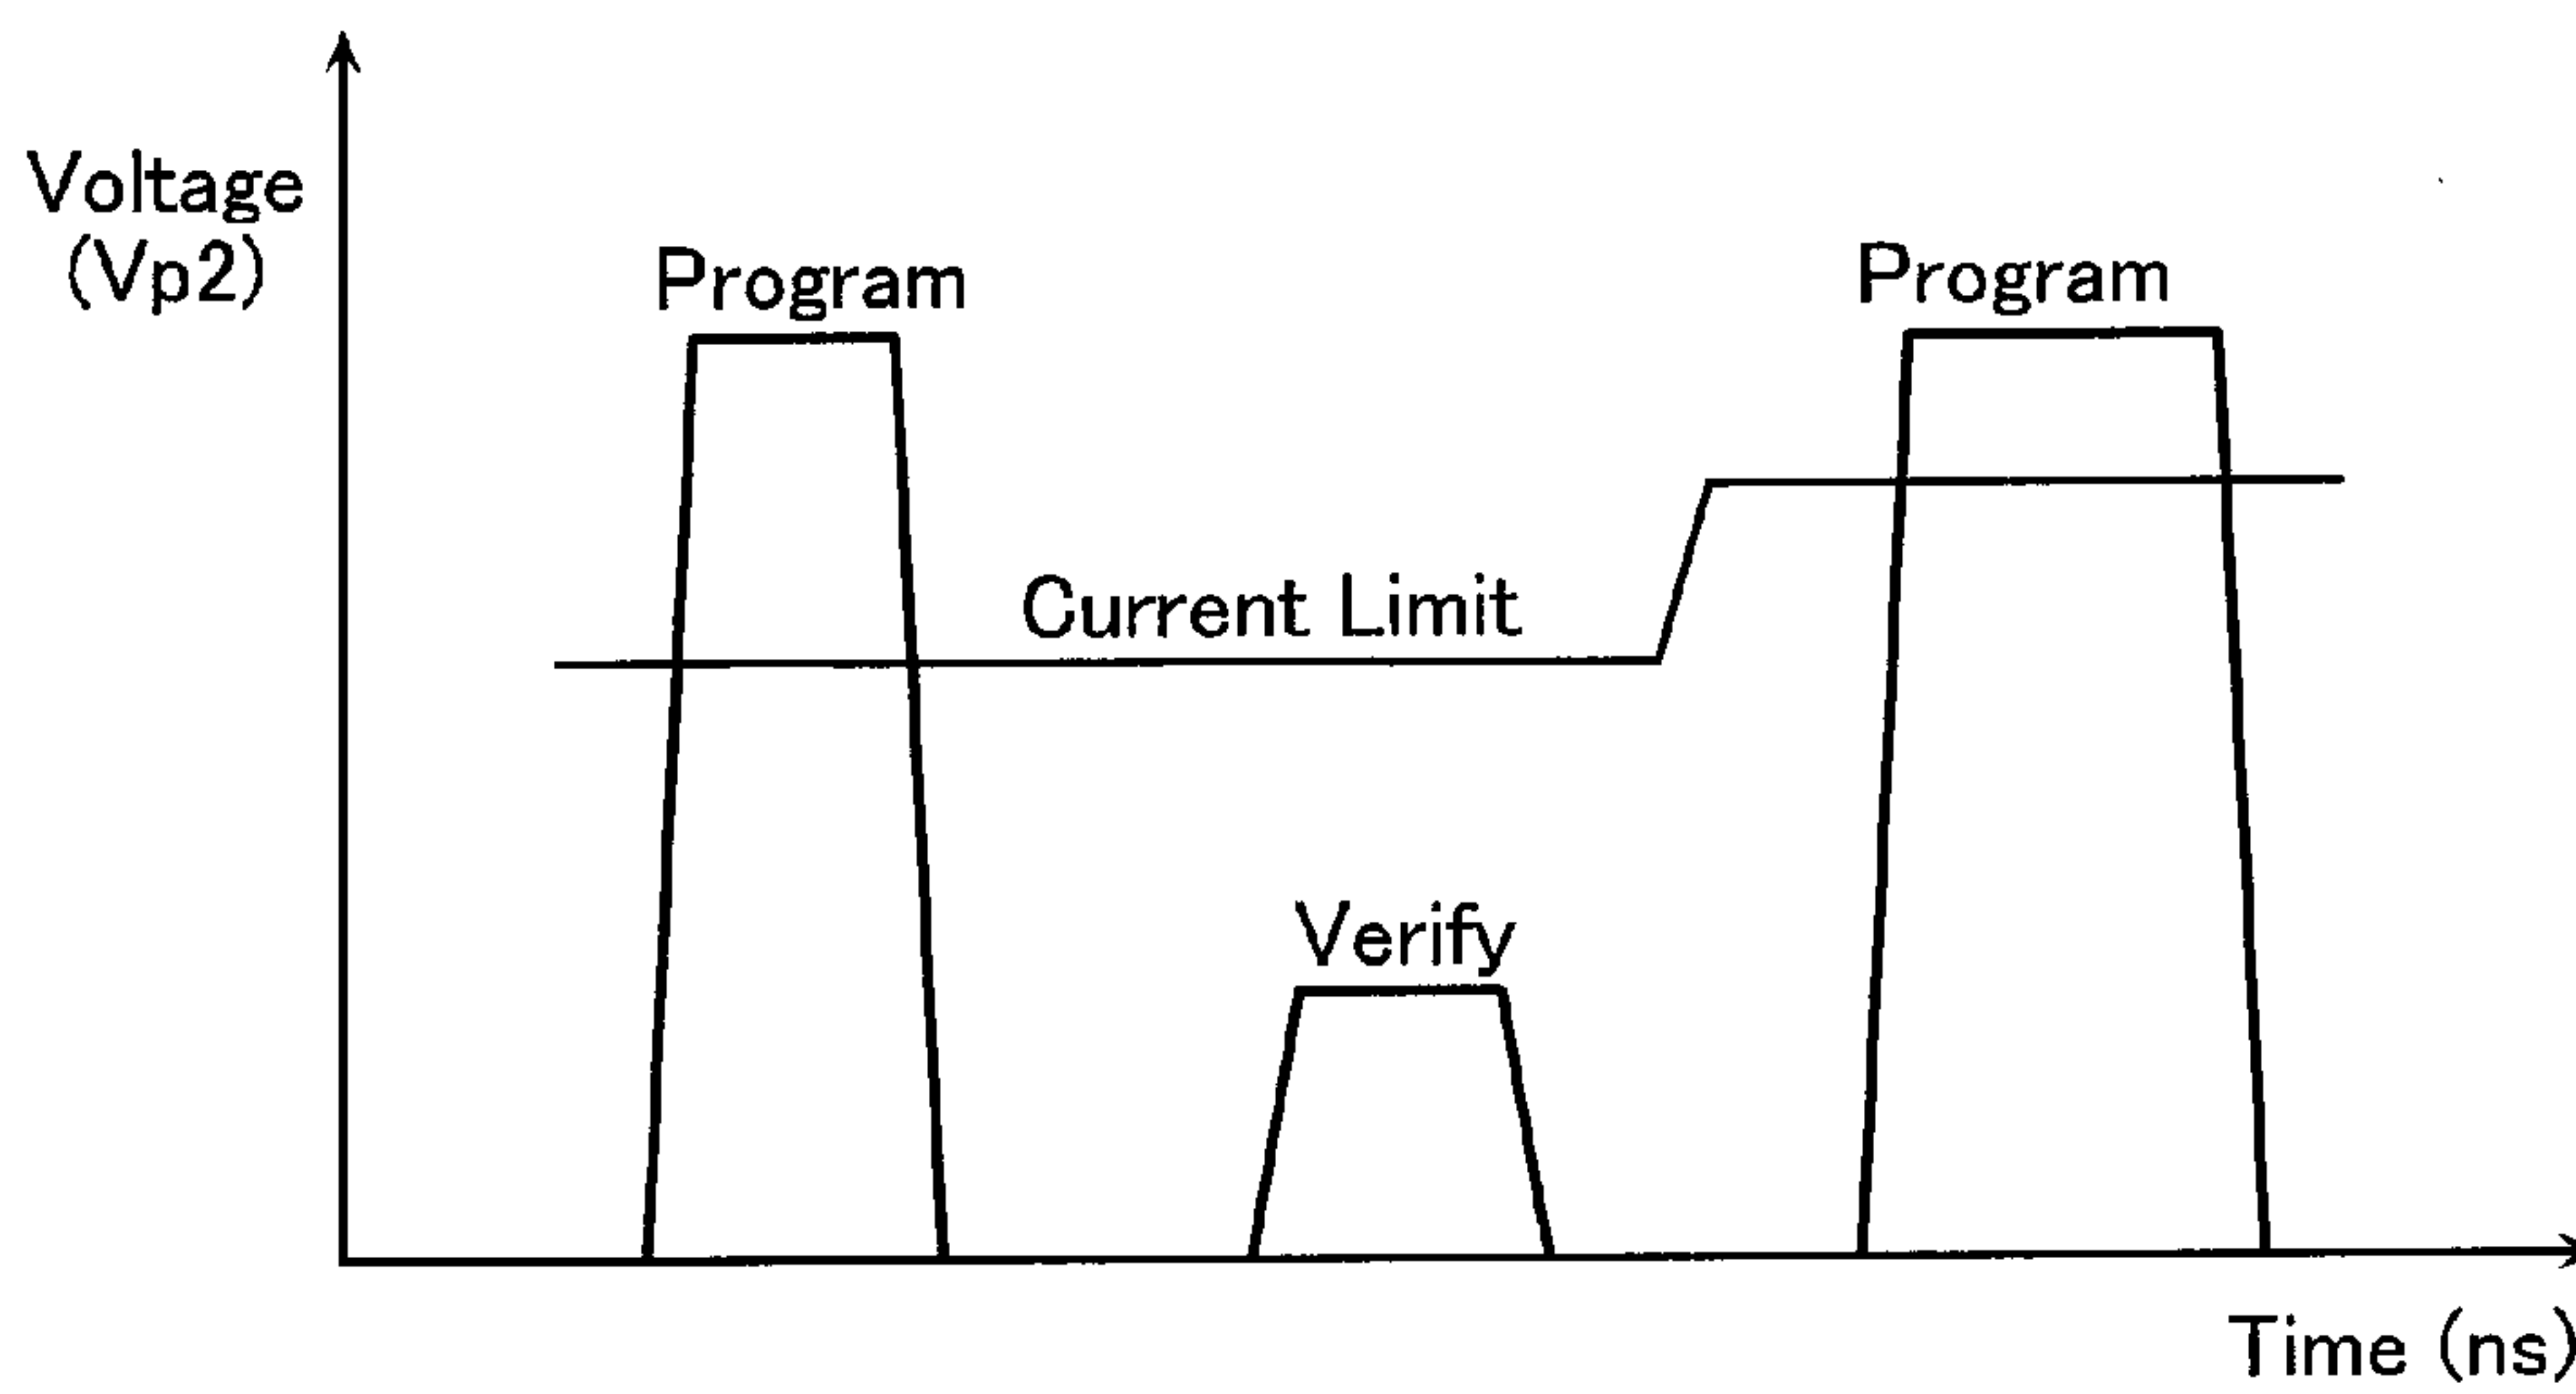 Voltage
(Vp2)
Program
Program
Current Limit
Verify
Time (ns)